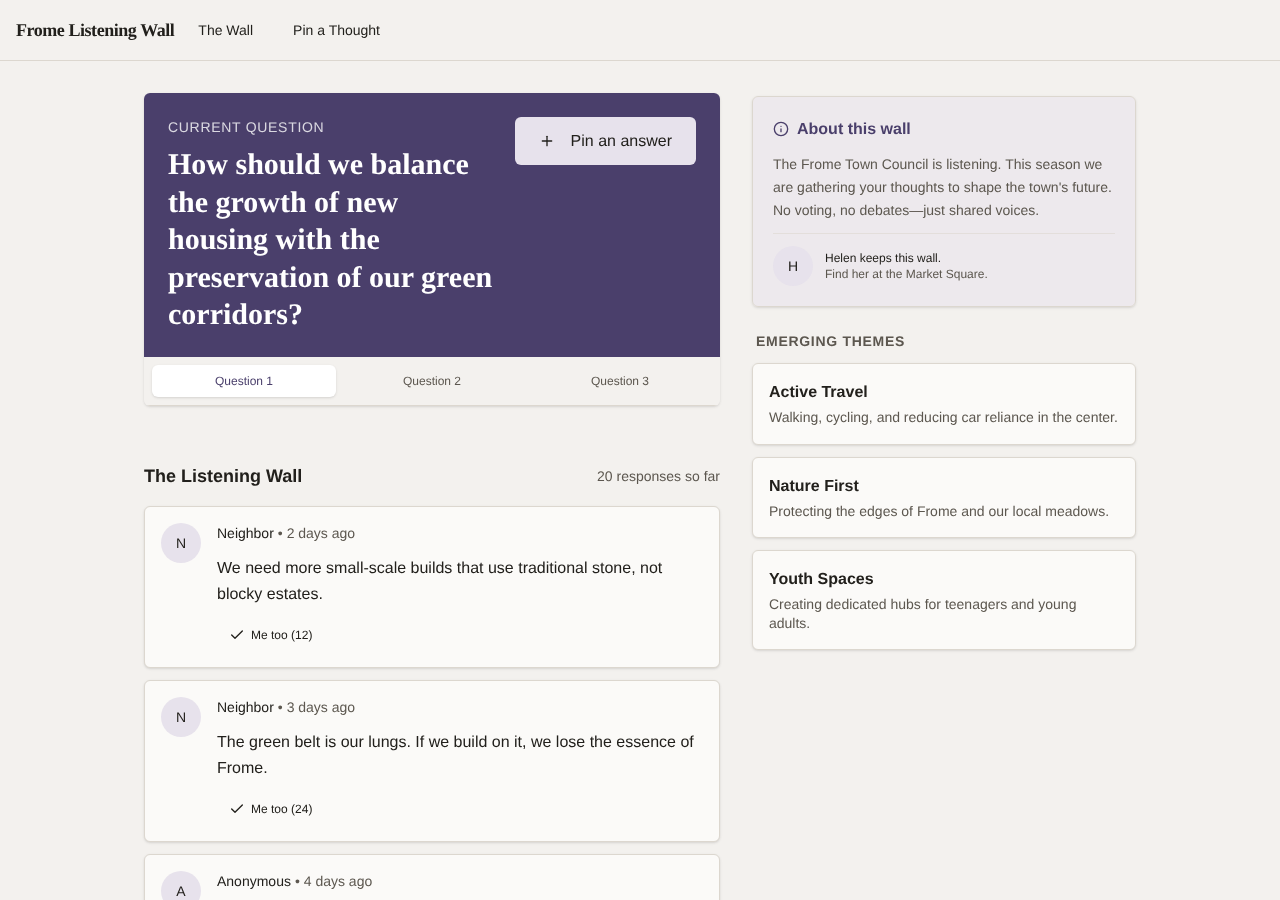 Frome Listening Wall
The Wall
Pin a Thought
CURRENT QUESTION
How should we balance
the growth of new
housing with the
preservation of our green
corridors?
Pin an answer
Question 1
Question 2
Question 3
The Listening Wall
20 responses so far
N
Neighbor • 2 days ago
We need more small-scale builds that use traditional stone, not
blocky estates.
Me too (12)
N
Neighbor • 3 days ago
The green belt is our lungs. If we build on it, we lose the essence of
Frome.
Me too (24)
A
Anonymous • 4 days ago
About this wall
The Frome Town Council is listening. This season we
are gathering your thoughts to shape the town's future.
No voting, no debates—just shared voices.
H
Helen keeps this wall.
Find her at the Market Square.
EMERGING THEMES
Active Travel
Walking, cycling, and reducing car reliance in the center.
Nature First
Protecting the edges of Frome and our local meadows.
Youth Spaces
Creating dedicated hubs for teenagers and young
adults.